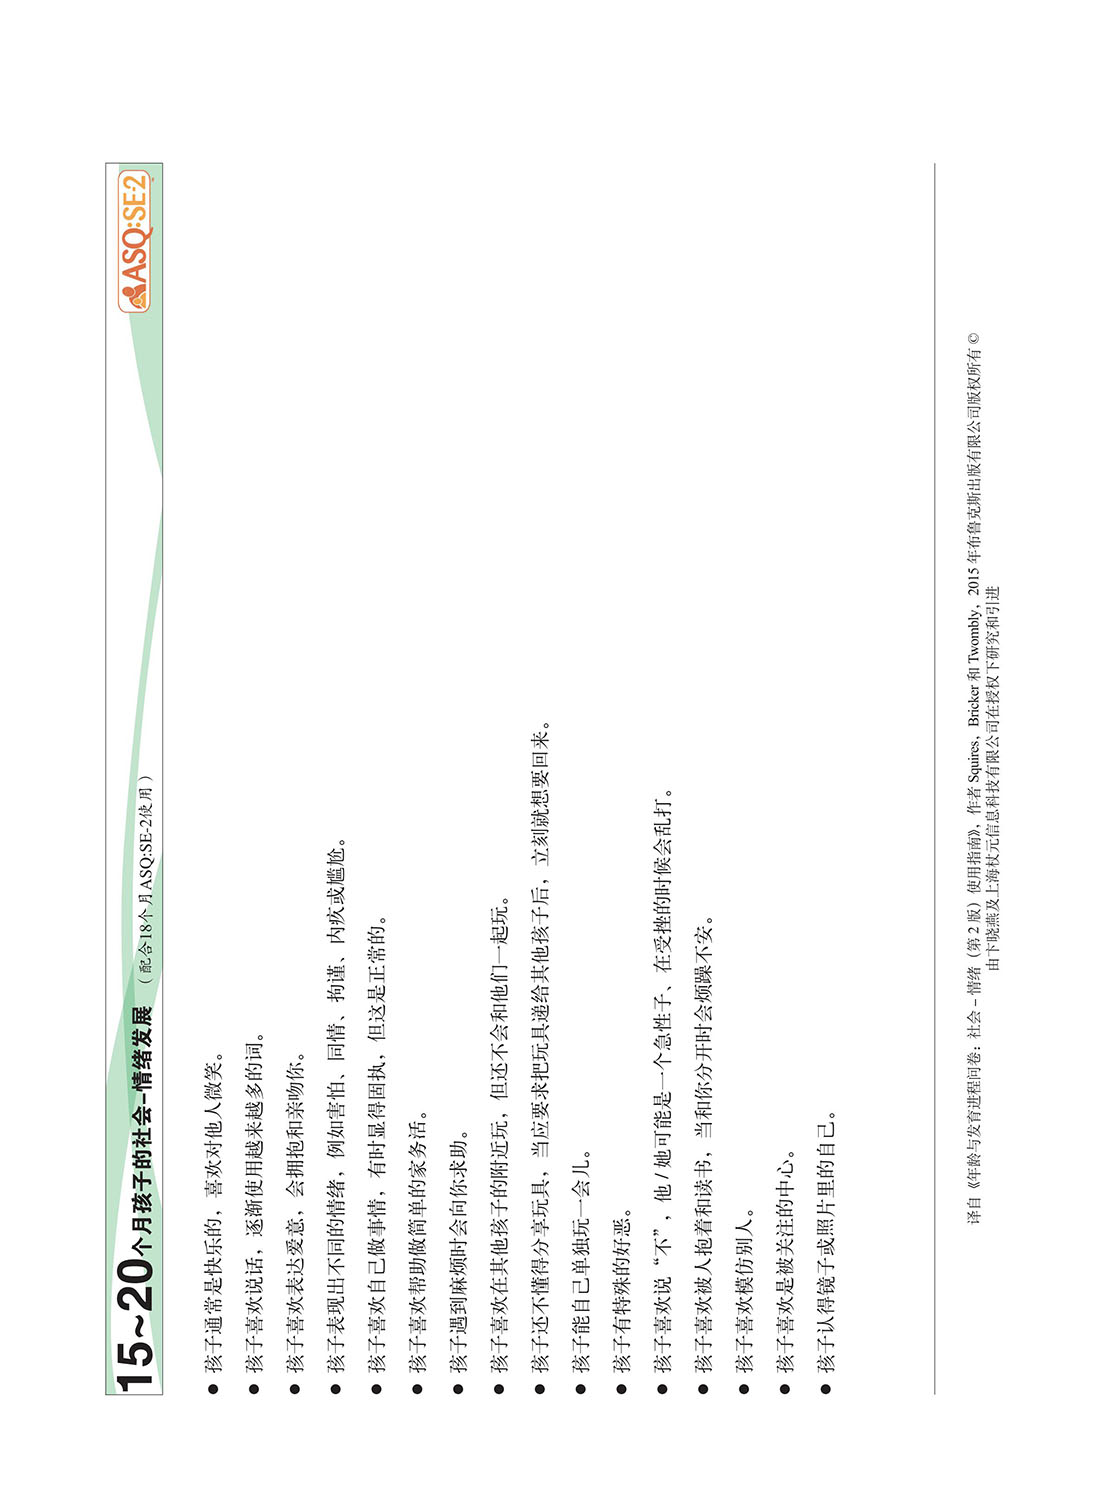 15~20个月孩子的社会-情绪发展 （配合18个月ASQ:SE-2使用）
ASQ:SE-2
● 孩子通常是快乐的，喜欢对他人微笑。
● 孩子喜欢说话，逐渐使用越来越多的词。
● 孩子喜欢表达爱意，会拥抱和亲吻你。
● 孩子表现出不同的情绪，例如害怕、同情、拘谨、内疚或尴尬。
● 孩子喜欢自己做事情，有时显得固执，但这是正常的。
● 孩子喜欢帮助做简单的家务活。
● 孩子遇到麻烦时会向你求助。
● 孩子喜欢在其他孩子的附近玩，但还不会和他们一起玩。
● 孩子还不懂得分享玩具，当应要求把玩具递给其他孩子后，立刻就想要回来。
● 孩子能自己单独玩一会儿。
● 孩子有特殊的好恶。
● 孩子喜欢说“不”，他/她可能是一个急性子、在受挫的时候会乱打。
● 孩子喜欢被人抱着和读书，当和你分开时会烦躁不安。
● 孩子喜欢模仿别人。
● 孩子喜欢是被关注的中心。
● 孩子认得镜子或照片里的自己。
译自《年龄与发育进程问卷：社会－情绪（第 2 版）使用指南》，作者 Squires，Bricker 和 Twombly，2015 年布鲁克斯出版有限公司版权所有 ©
由卞晓燕及上海杖元信息科技有限公司在授权下研究和引进